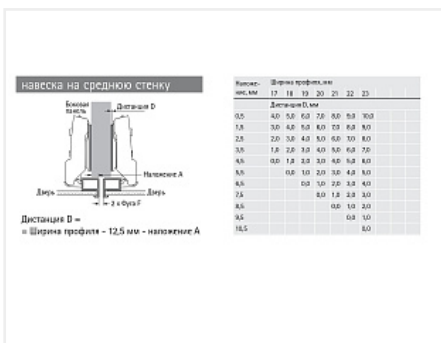 навеска на среднюю стенку
Боковая
панель
Дистанция D
Наложение A
Дверь
Дверь
2 x Фуга F
Дистанция D =
= Ширина профиля - 12,5 мм - наложение A
Наложе-
ние, мм
Ширина профиля, мм
17 18 19 20 21 22 23
Дистанция D, мм
0,5 4,0 5,0 6,0 7,0 8,0 9,0 10,0
1,5 3,0 4,0 5,0 6,0 7,0 8,0 9,0
2,5 2,0 3,0 4,0 5,0 6,0 7,0 8,0
3,5 1,0 2,0 3,0 4,0 5,0 6,0 7,0
4,5 0,0 1,0 2,0 3,0 4,0 5,0 6,0
5,5 0,0 1,0 2,0 3,0 4,0 5,0
6,5 0,0 1,0 2,0 3,0 4,0
7,5 0,0 1,0 2,0 3,0
8,5 0,0 1,0 2,0
9,5 0,0 1,0
10,5 0,0